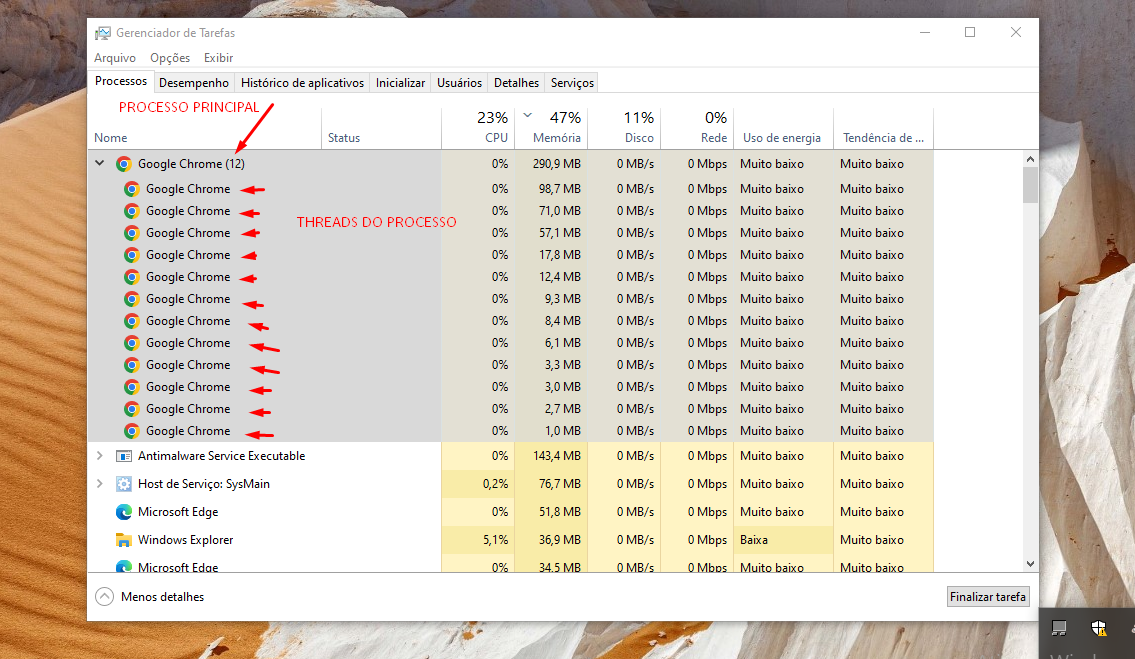 Gerenciador de Tarefas
Arquivo Opções Exibir
Processos Desempenho Histórico de aplicativos Inicializar Usuários Detalhes Serviços
PROCESSO PRINCIPAL
23% 47% 11% 0%
Nome Status CPU Memória Disco Rede Uso de energia Tendência de ...
Google Chrome (12) 0% 290,9 MB 0 MB/s 0 Mbps Muito baixo Muito baixo
Google Chrome 0% 98,7 MB 0 MB/s 0 Mbps Muito baixo Muito baixo
Google Chrome 0% 71,0 MB 0 MB/s 0 Mbps Muito baixo Muito baixo
THREADS DO PROCESSO
Google Chrome 0% 57,1 MB 0 MB/s 0 Mbps Muito baixo Muito baixo
Google Chrome 0% 17,8 MB 0 MB/s 0 Mbps Muito baixo Muito baixo
Google Chrome 0% 12,4 MB 0 MB/s 0 Mbps Muito baixo Muito baixo
Google Chrome 0% 9,3 MB 0 MB/s 0 Mbps Muito baixo Muito baixo
Google Chrome 0% 8,4 MB 0 MB/s 0 Mbps Muito baixo Muito baixo
Google Chrome 0% 6,1 MB 0 MB/s 0 Mbps Muito baixo Muito baixo
Google Chrome 0% 3,3 MB 0 MB/s 0 Mbps Muito baixo Muito baixo
Google Chrome 0% 3,0 MB 0 MB/s 0 Mbps Muito baixo Muito baixo
Google Chrome 0% 2,7 MB 0 MB/s 0 Mbps Muito baixo Muito baixo
Google Chrome 0% 1,0 MB 0 MB/s 0 Mbps Muito baixo Muito baixo
Antimalware Service Executable 0% 143,4 MB 0 MB/s 0 Mbps Muito baixo Muito baixo
Host de Serviço: SysMain 0,2% 76,7 MB 0 MB/s 0 Mbps Muito baixo Muito baixo
Microsoft Edge 0% 51,8 MB 0 MB/s 0 Mbps Muito baixo Muito baixo
Windows Explorer 5,1% 36,9 MB 0 MB/s 0 Mbps Baixa Muito baixo
Microsoft Edge 0% 34,5 MB 0 MB/s 0 Mbps Muito baixo Muito baixo
Menos detalhes Finalizar tarefa